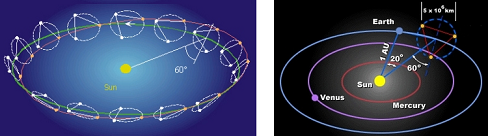 60°
Sun
5 x 10⁶ km
Earth
1 AU
20°
60°
Sun
Venus
Mercury